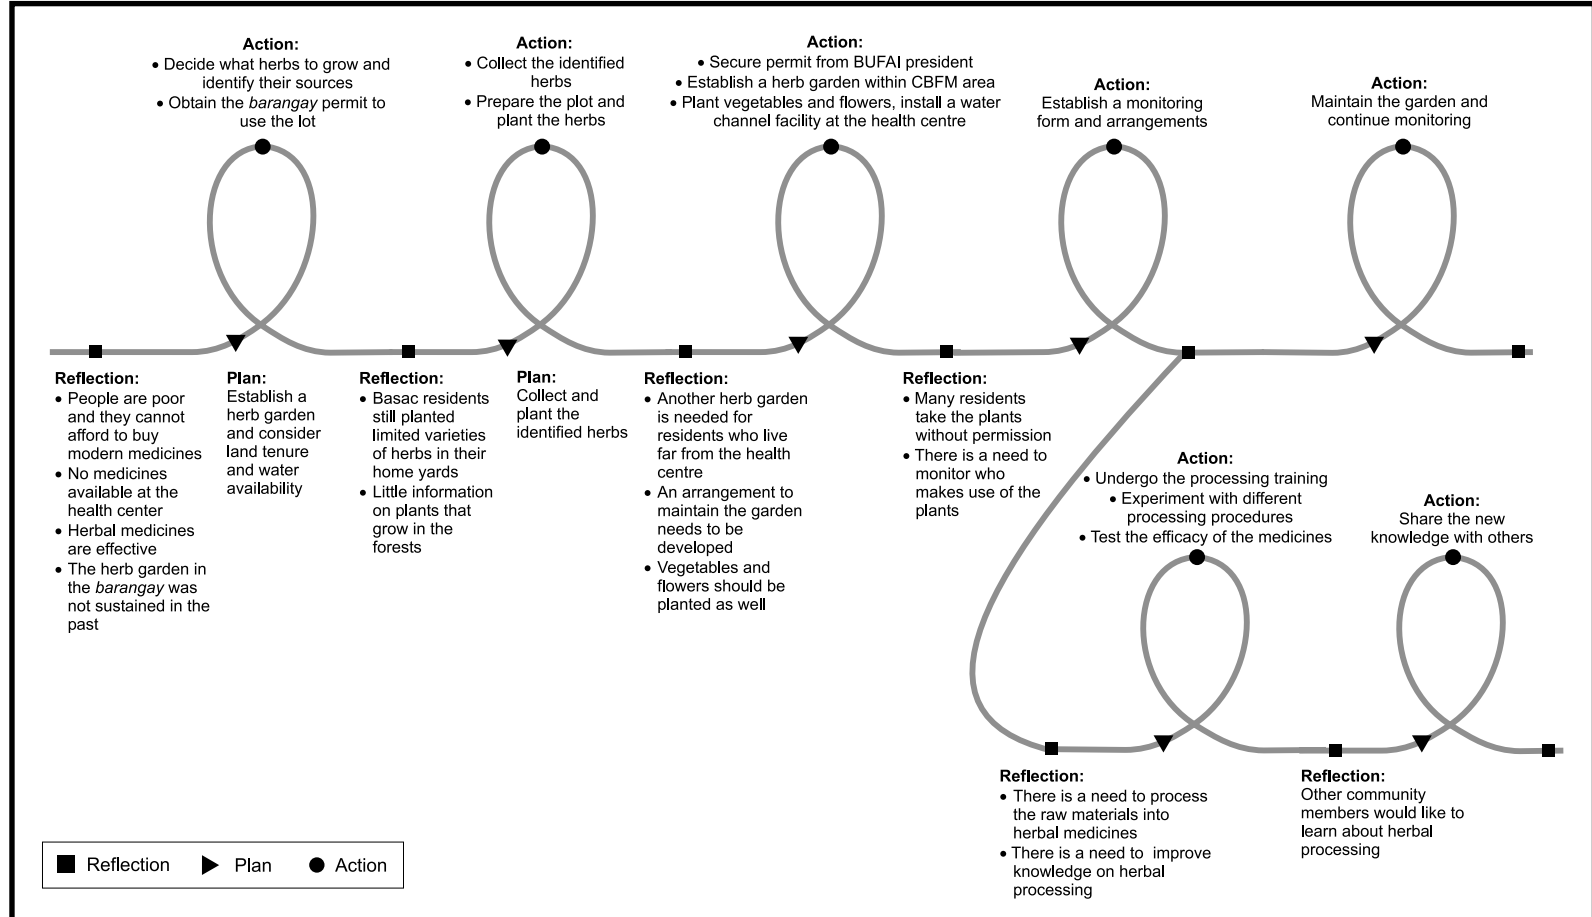 Action:
• Decide what herbs to grow and
identify their sources
• Obtain the barangay permit to
use the lot
Action:
• Collect the identified
herbs
• Prepare the plot and
plant the herbs
Action:
• Secure permit from BUFAI president
• Establish a herb garden within CBFM area
• Plant vegetables and flowers, install a water
channel facility at the health centre
Action:
Establish a monitoring
form and arrangements
Action:
Maintain the garden and
continue monitoring
Reflection:
• People are poor
and they cannot
afford to buy
modern medicines
• No medicines
available at the
health center
• Herbal medicines
are effective
• The herb garden in
the barangay was
not sustained in the
past
Plan:
Establish a
herb garden
and consider
land tenure
and water
availability
Reflection:
• Basac residents
still planted
limited varieties
of herbs in their
home yards
• Little information
on plants that
grow in the
forests
Plan:
Collect and
plant the
identified herbs
Reflection:
• Another herb garden
is needed for
residents who live
far from the health
centre
• An arrangement to
maintain the garden
needs to be
developed
• Vegetables and
flowers should be
planted as well
Reflection:
• Many residents
take the plants
without permission
• There is a need to
monitor who
makes use of the
plants
Action:
• Undergo the processing training
• Experiment with different
processing procedures
• Test the efficacy of the medicines
Action:
Share the new
knowledge with others
Reflection:
• There is a need to process
the raw materials into
herbal medicines
• There is a need to improve
knowledge on herbal
processing
Reflection:
Other community
members would like to
learn about herbal
processing
Reflection
Plan
Action